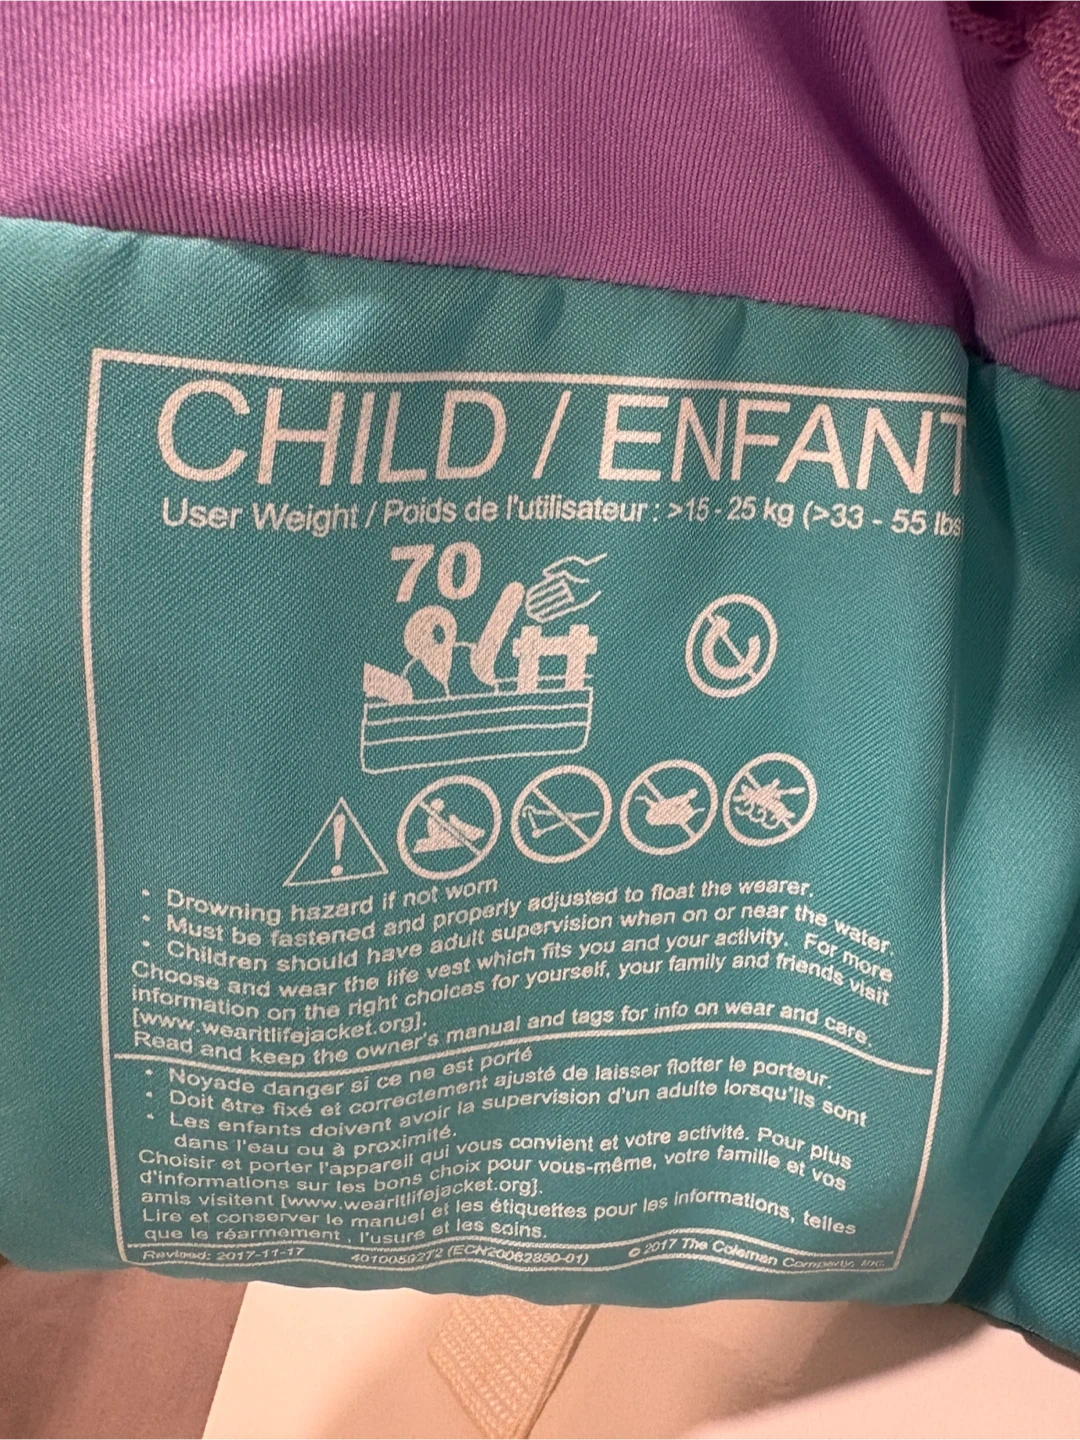 CHILD / ENFANT
User Weight / Poids de l'utilisateur : >15 - 25 kg (>33 - 55 lbs
70
• Drowning hazard if not worn
• Must be fastened and properly adjusted to float the wearer.
• Children should have adult supervision when on or near the water.
Choose and wear the life vest which fits you and your activity. For more
information on the right choices for yourself, your family and friends visit
[www.wearitlifejacket.org].
Read and keep the owner's manual and tags for info on wear and care.
• Noyade danger si ce ne est porté
• Doit être fixé et correctement ajusté de laisser flotter le porteur.
• Les enfants doivent avoir la supervision d'un adulte lorsqu'ils sont
dans l'eau ou à proximité.
Choisir et porter l'appareil qui vous convient et votre activité. Pour plus
d'informations sur les bons choix pour vous-même, votre famille et vos
amis visitent [www.wearitlifejacket.org].
Lire et conserver le manuel et les étiquettes pour les informations, telles
que le réarmement , l'usure et les soins.
Revised: 2017-11-17 4010059272 (ECN20062890-01) © 2017 The Coleman Company, Inc.